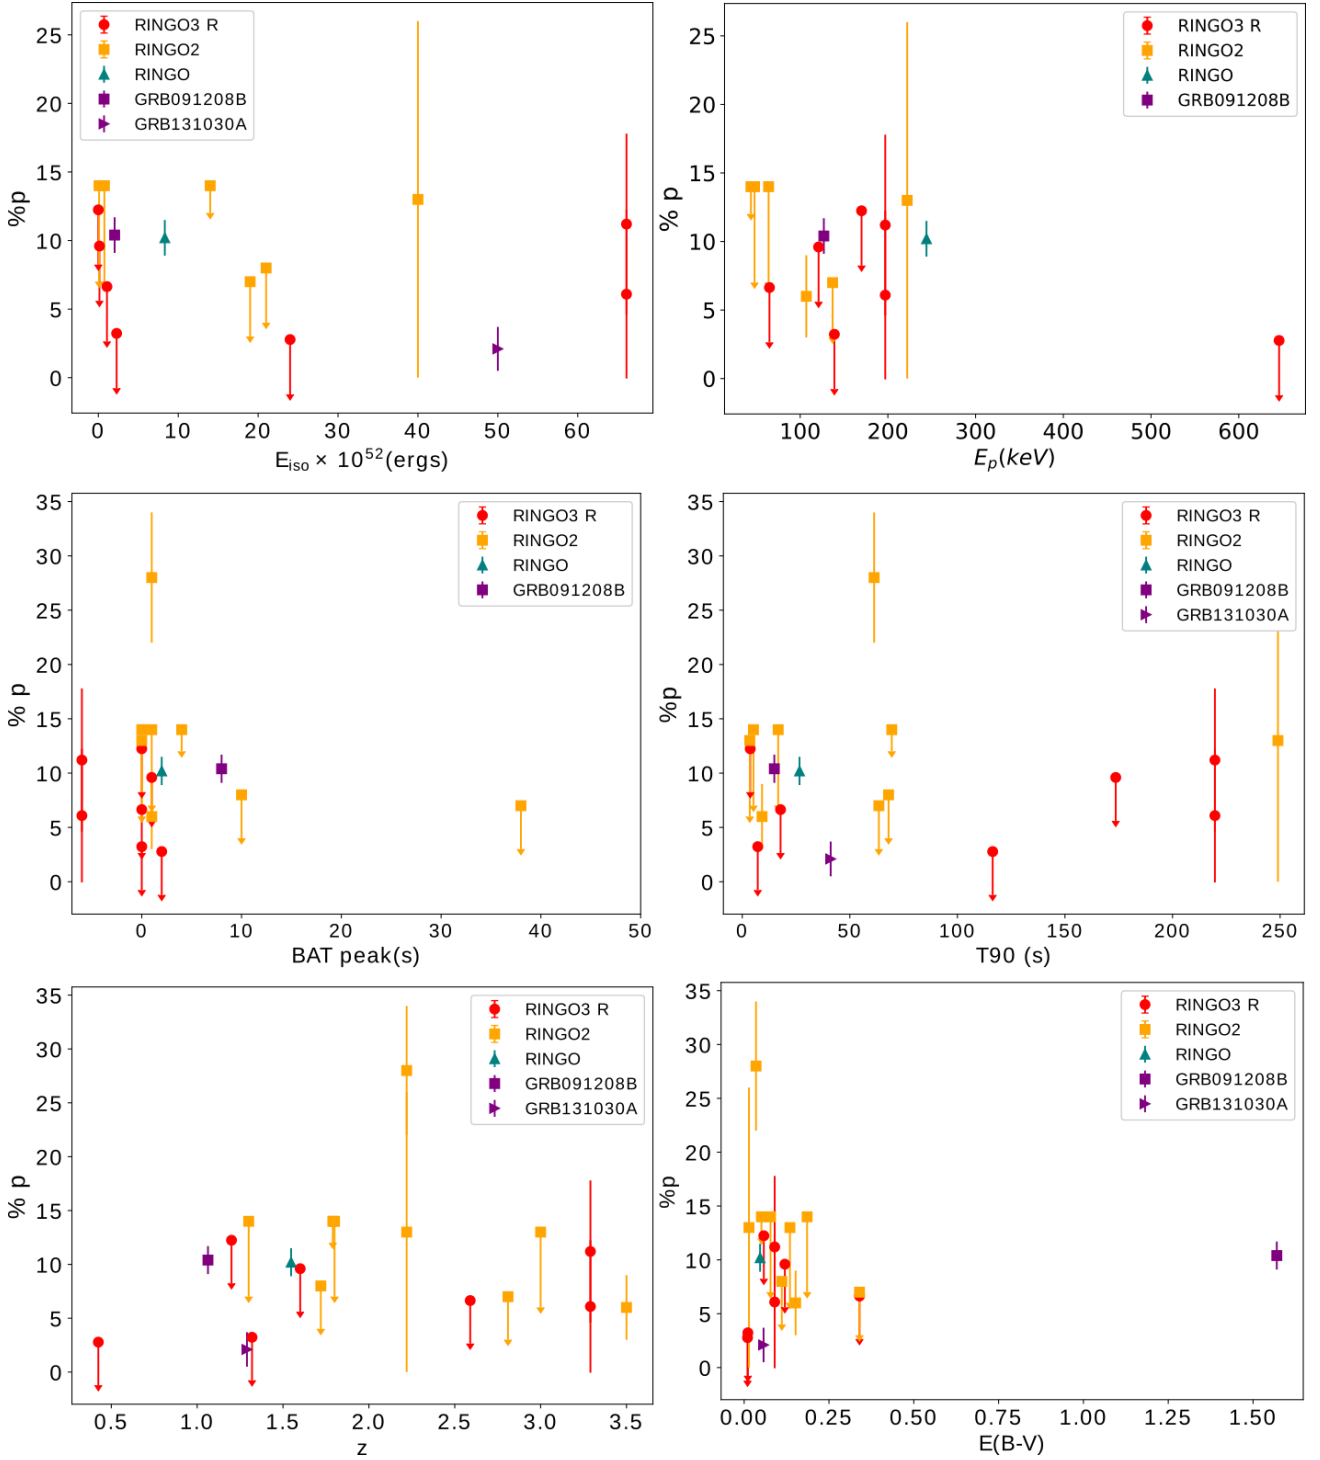 RINGO3 R
RINGO2
RINGO
GRB091208B
GRB131030A
25
20
15
10
5
0
%p
0 10 20 30 40 50 60
E_iso × 10^52(ergs)
RINGO3 R
RINGO2
RINGO
GRB091208B
25
20
15
10
5
0
% p
100 200 300 400 500 600
E_p(keV)
RINGO3 R
RINGO2
RINGO
GRB091208B
35
30
25
20
15
10
5
0
% p
0 10 20 30 40 50
BAT peak(s)
RINGO3 R
RINGO2
RINGO
GRB091208B
GRB131030A
35
30
25
20
15
10
5
0
%p
0 50 100 150 200 250
T90 (s)
RINGO3 R
RINGO2
RINGO
GRB091208B
GRB131030A
35
30
25
20
15
10
5
0
% p
0.5 1.0 1.5 2.0 2.5 3.0 3.5
z
RINGO3 R
RINGO2
RINGO
GRB091208B
GRB131030A
35
30
25
20
15
10
5
0
%p
0.00 0.25 0.50 0.75 1.00 1.25 1.50
E(B-V)